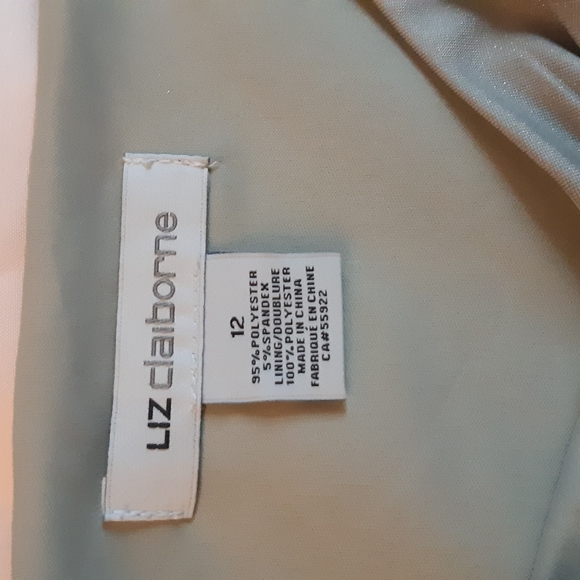 LIZ claiborne
12
95% POLYESTER
5% SPANDEX
LINING/DOUBLURE
100% POLYESTER
MADE IN CHINA
FABRIQUÉ EN CHINE
CA#55922